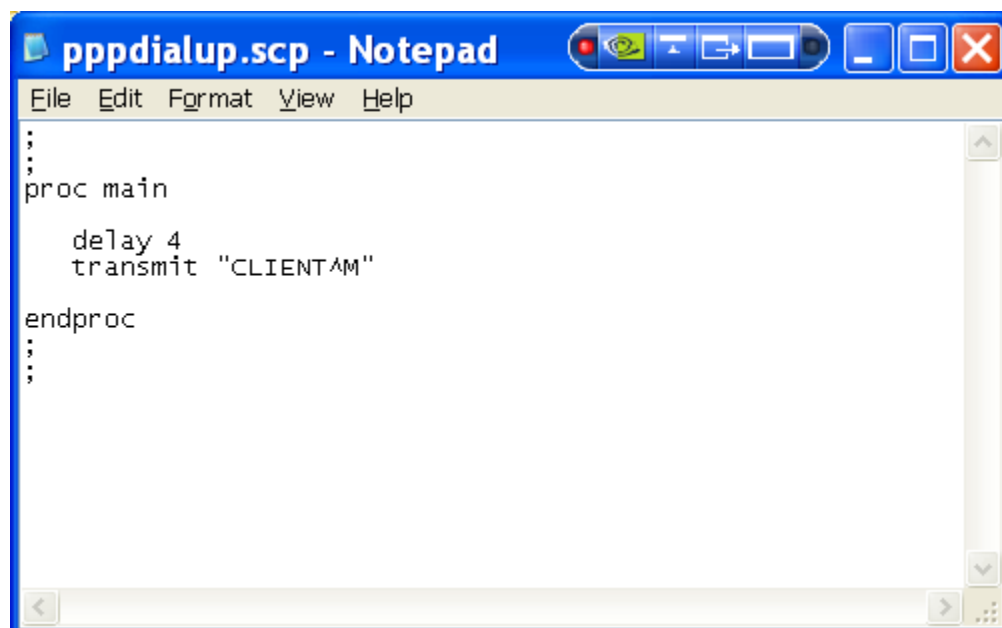 pppdialup.scp - Notepad
File Edit Format View Help
;
;
proc main
delay 4
transmit "CLIENT^M"
endproc
;
;